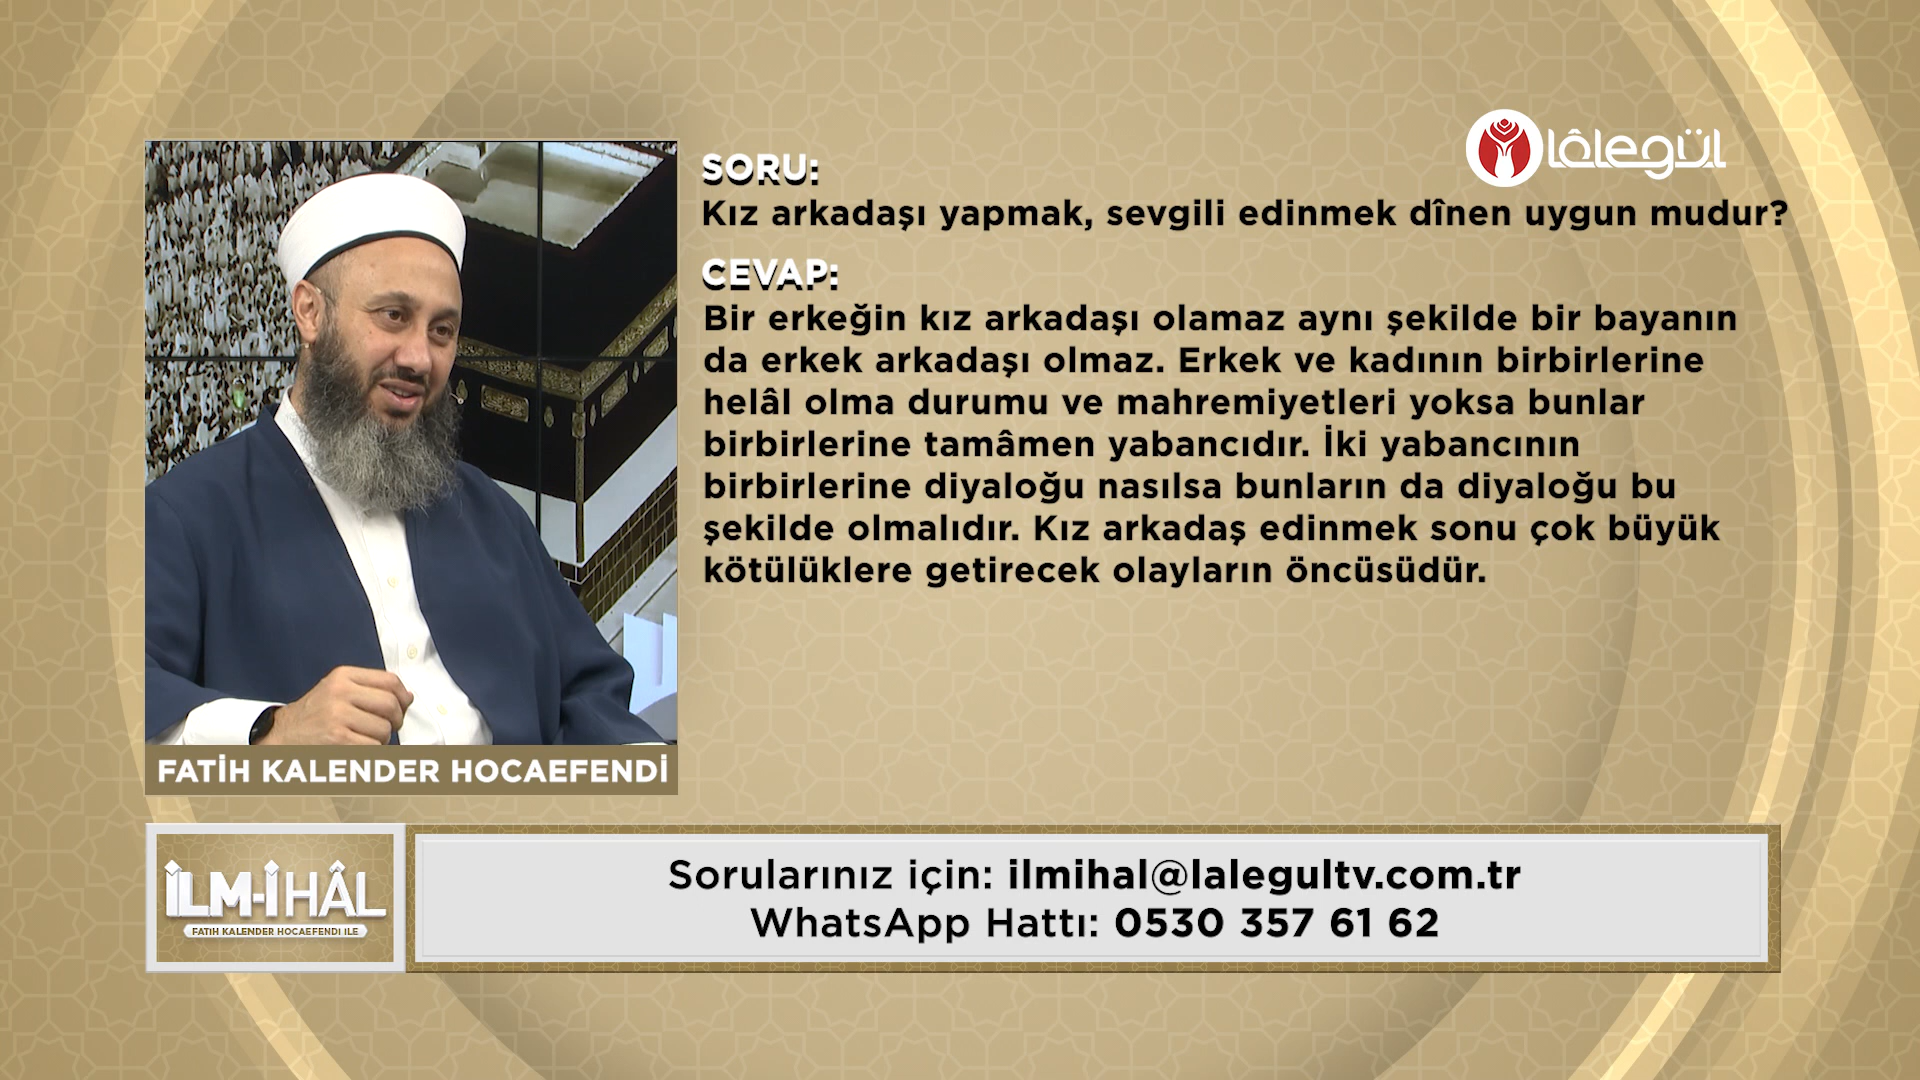 lâlegül
SORU:
Kız arkadaşı yapmak, sevgili edinmek dînen uygun mudur?
CEVAP:
Bir erkeğin kız arkadaşı olamaz aynı şekilde bir bayanın
da erkek arkadaşı olmaz. Erkek ve kadının birbirlerine
helâl olma durumu ve mahremiyetleri yoksa bunlar
birbirlerine tamâmen yabancıdır. İki yabancının
birbirlerine diyaloğu nasılsa bunların da diyaloğu bu
şekilde olmalıdır. Kız arkadaş edinmek sonu çok büyük
kötülüklere getirecek olayların öncüsüdür.
FATİH KALENDER HOCAEFENDİ
İLM-İHÂL
FATIH KALENDER HOCAEFENDI ILE
Sorularınız için: ilmihal@lalegultv.com.tr
WhatsApp Hattı: 0530 357 61 62